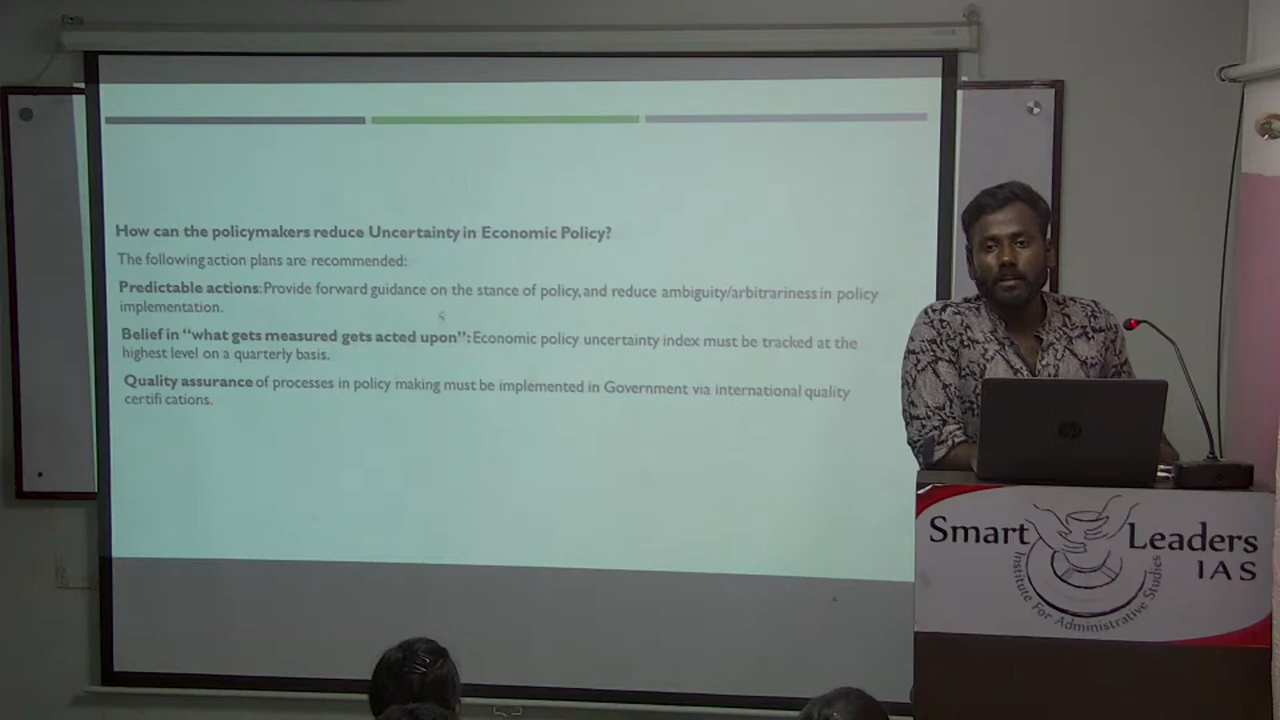 How can the policymakers reduce Uncertainty in Economic Policy?
The following action plans are recommended:
Predictable actions: Provide forward guidance on the stance of policy, and reduce ambiguity/arbitrariness in policy
implementation.
Belief in “what gets measured gets acted upon”: Economic policy uncertainty index must be tracked at the
highest level on a quarterly basis.
Quality assurance of processes in policy making must be implemented in Government via international quality
certifi cations.
hp
Smart Leaders
IAS
Institute For Administrative Studies